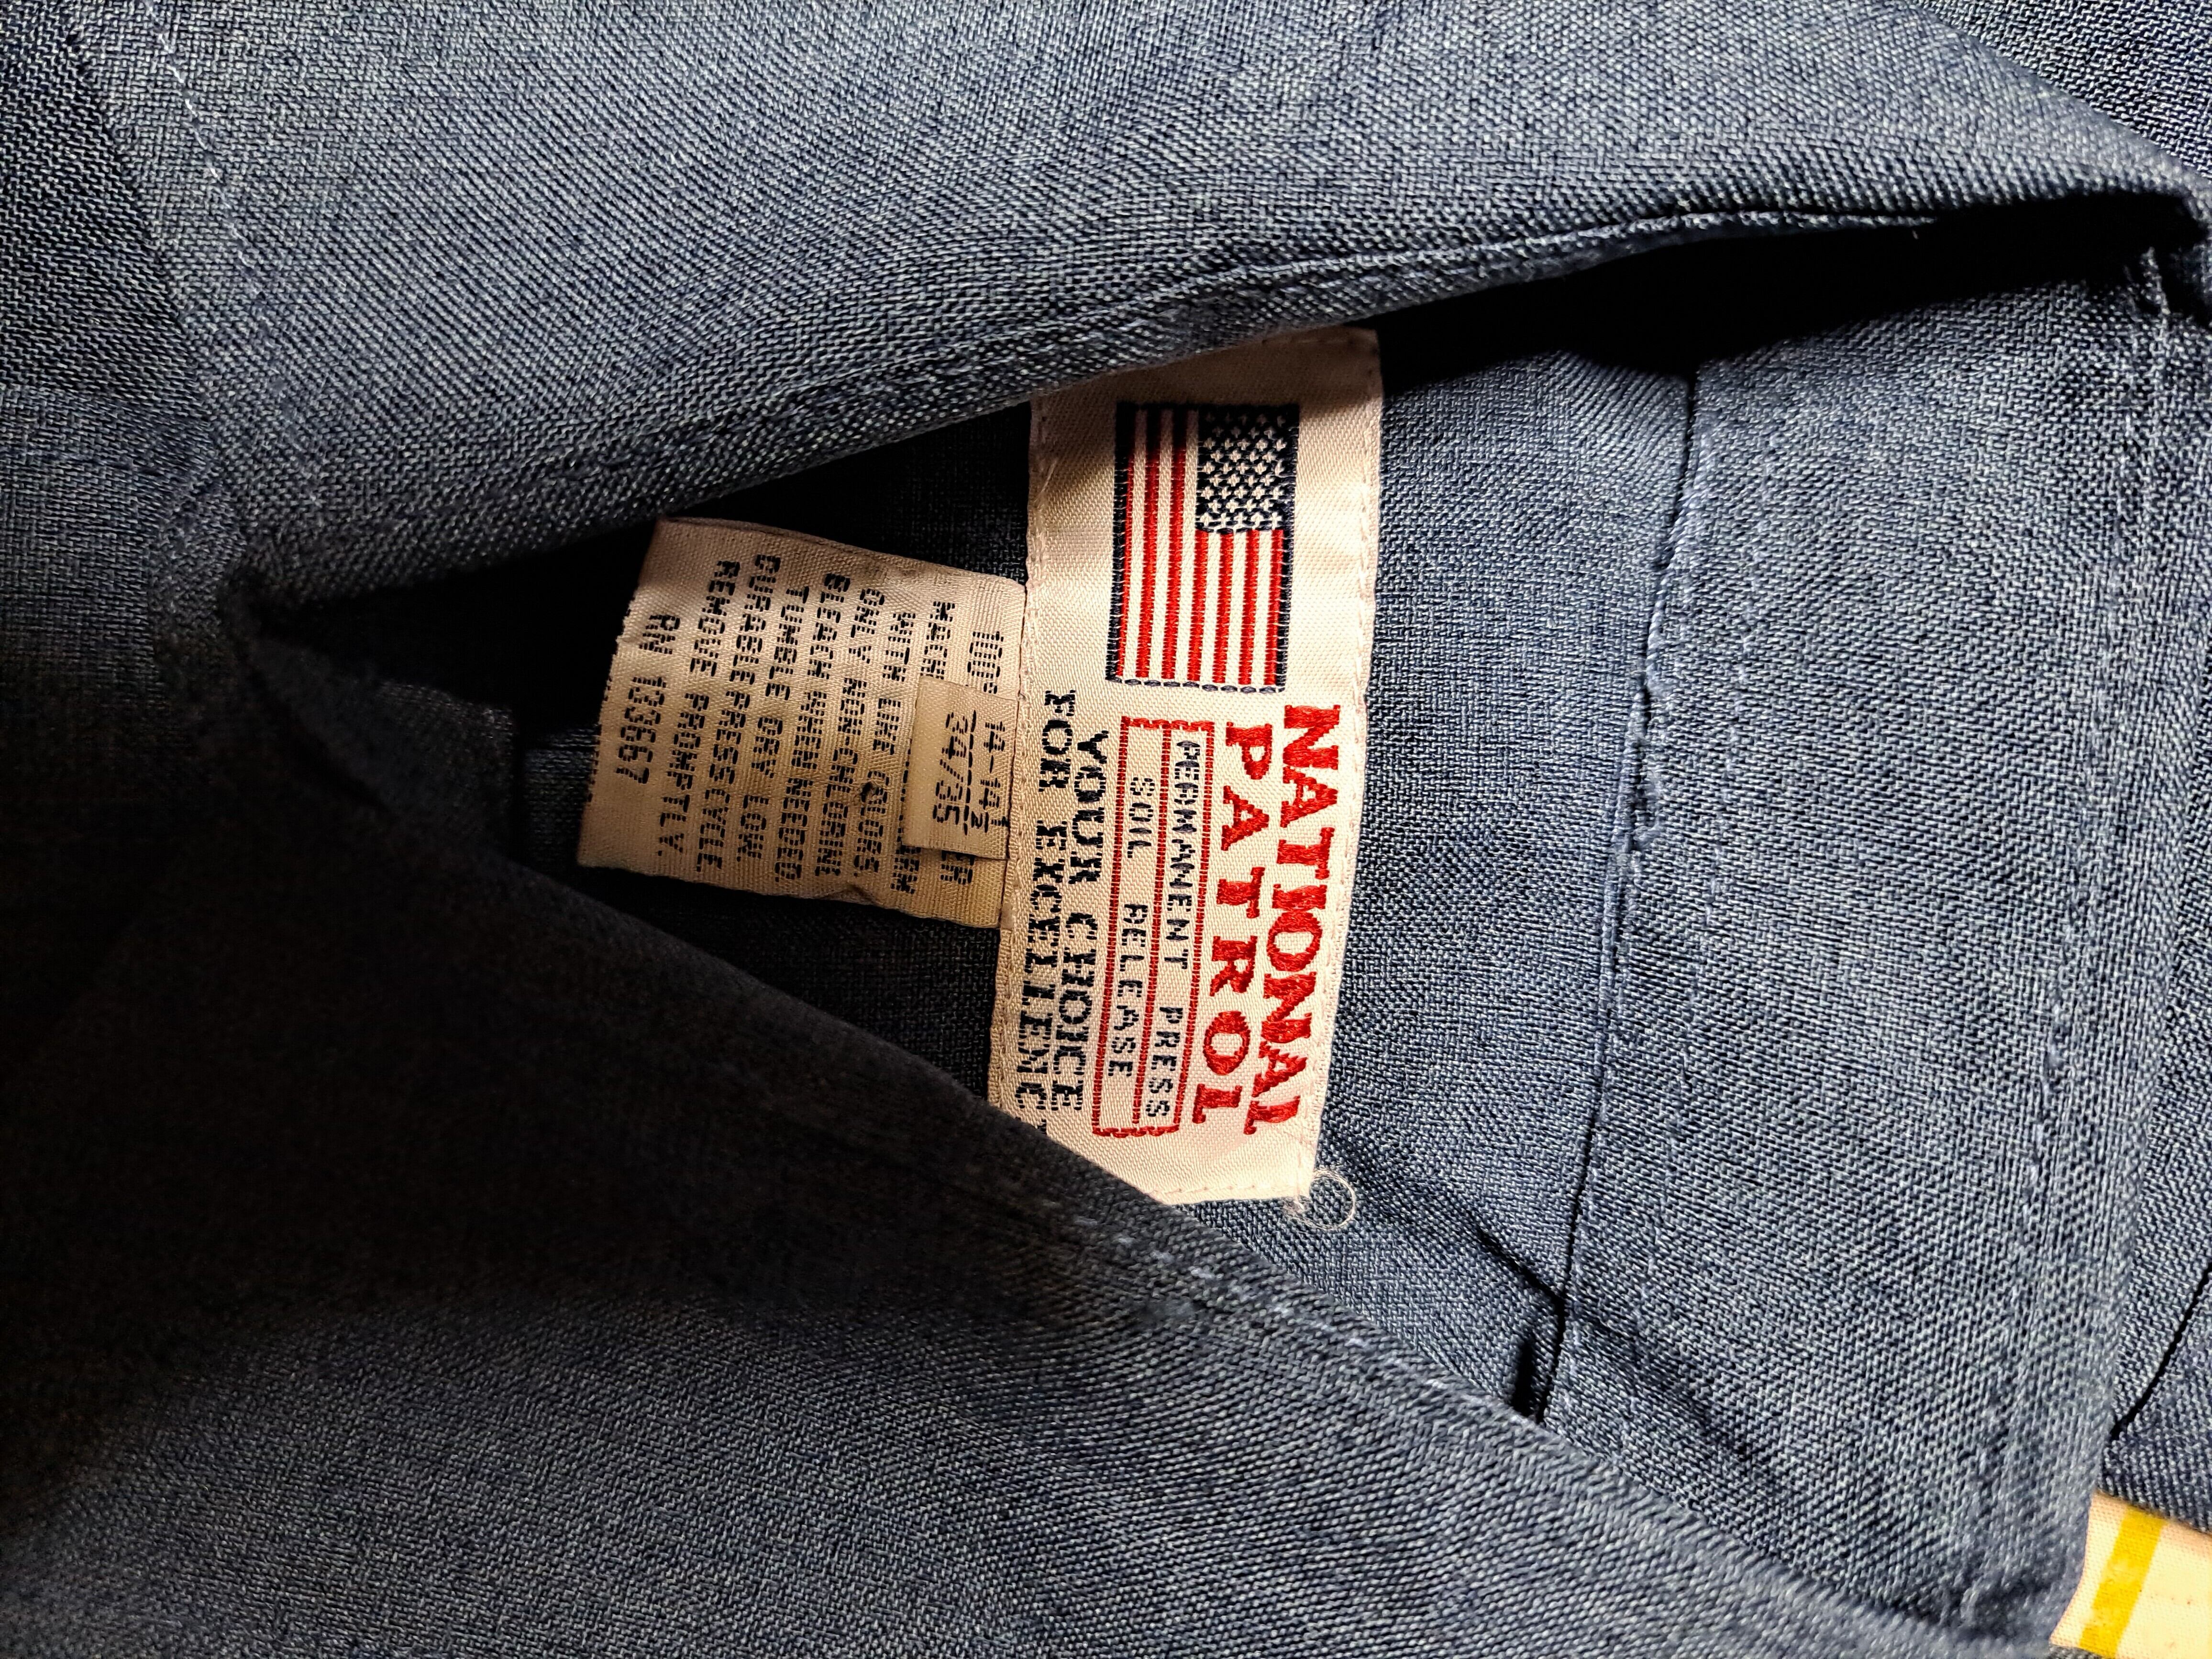 NATIONAL
PATROL
PERMANENT PRESS
SOIL RELEASE
YOUR CHOICE
FOR EXCELLENC
14-14½
34/35
100%
WITH LIKE COLORS.
ONLY NON-CHLORINE
BLEACH WHEN NEEDED.
TUMBLE DRY LOW.
DURABLE PRESS CYCLE.
REMOVE PROMPTLY.
RN 133667